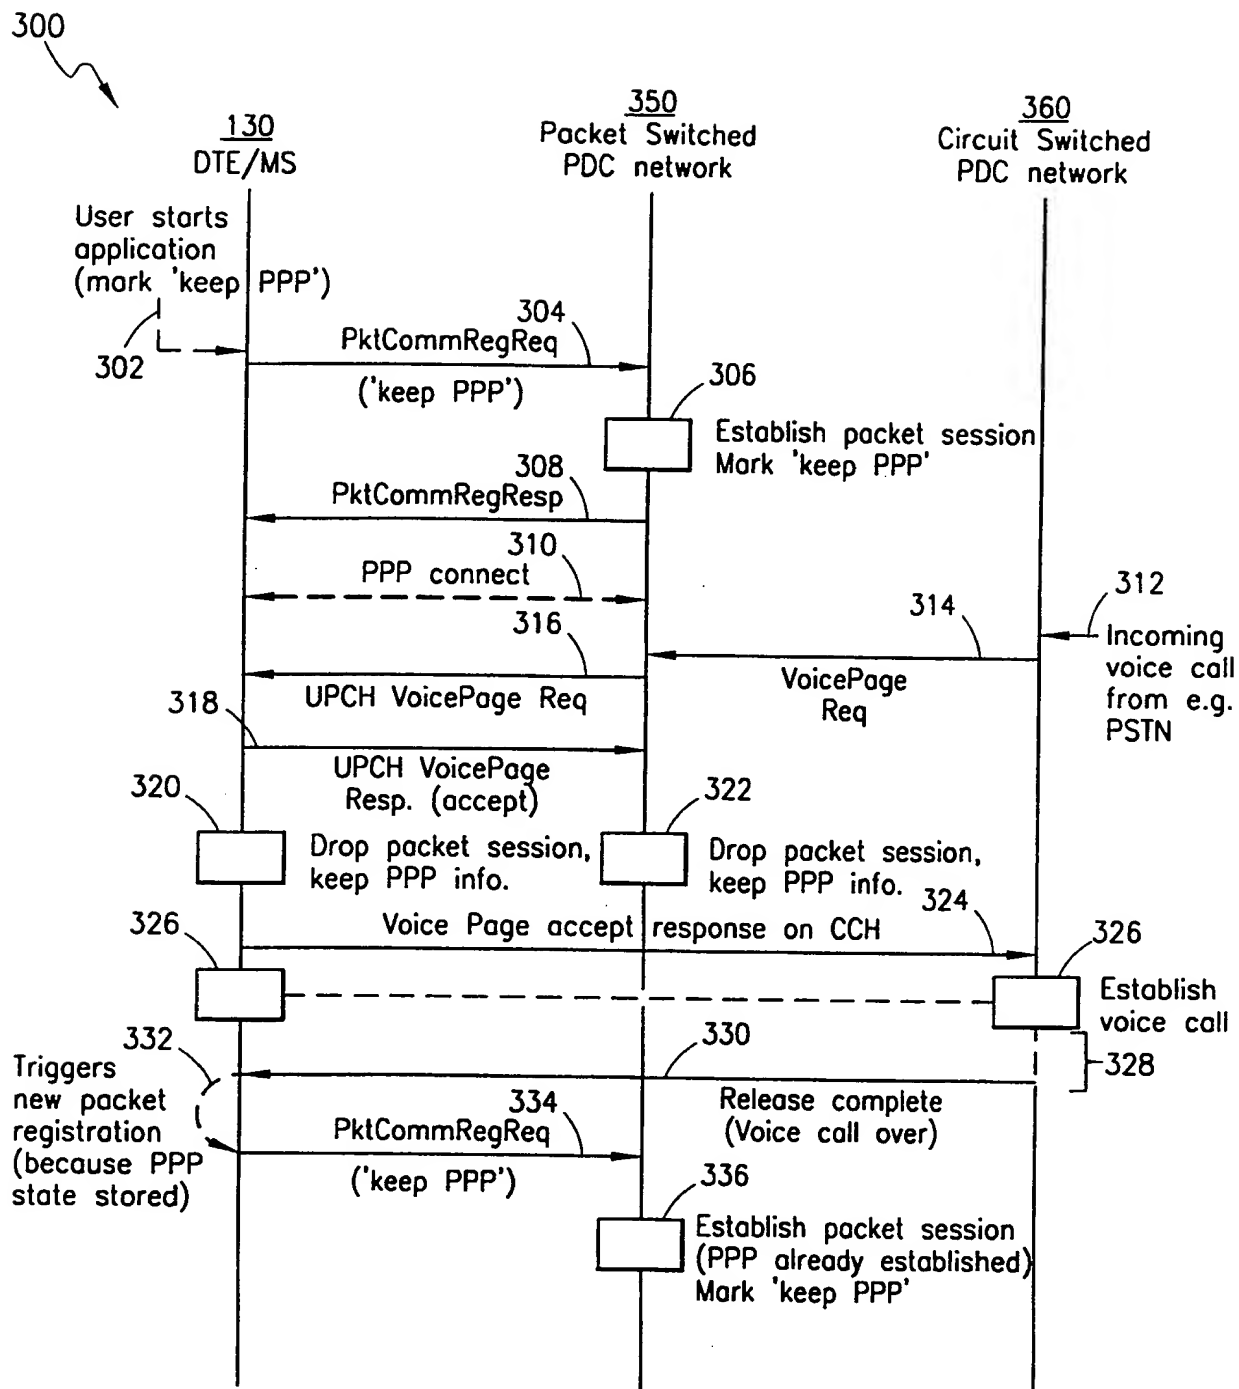 300
130
DTE/MS
350
Packet Switched
PDC network
360
Circuit Switched
PDC network
User starts
application
(mark 'keep PPP')
302
304
PktCommRegReq
('keep PPP')
306
Establish packet session
Mark 'keep PPP'
308
PktCommRegResp
310
PPP connect
312
Incoming
voice call
from e.g.
PSTN
314
VoicePage
Req
316
UPCH VoicePage Req
318
UPCH VoicePage
Resp. (accept)
320
Drop packet session,
keep PPP info.
322
Drop packet session,
keep PPP info.
324
Voice Page accept response on CCH
326
326
Establish
voice call
328
330
Release complete
(Voice call over)
332
Triggers
new packet
registration
(because PPP
state stored)
334
PktCommRegReq
('keep PPP')
336
Establish packet session
(PPP already established)
Mark 'keep PPP'